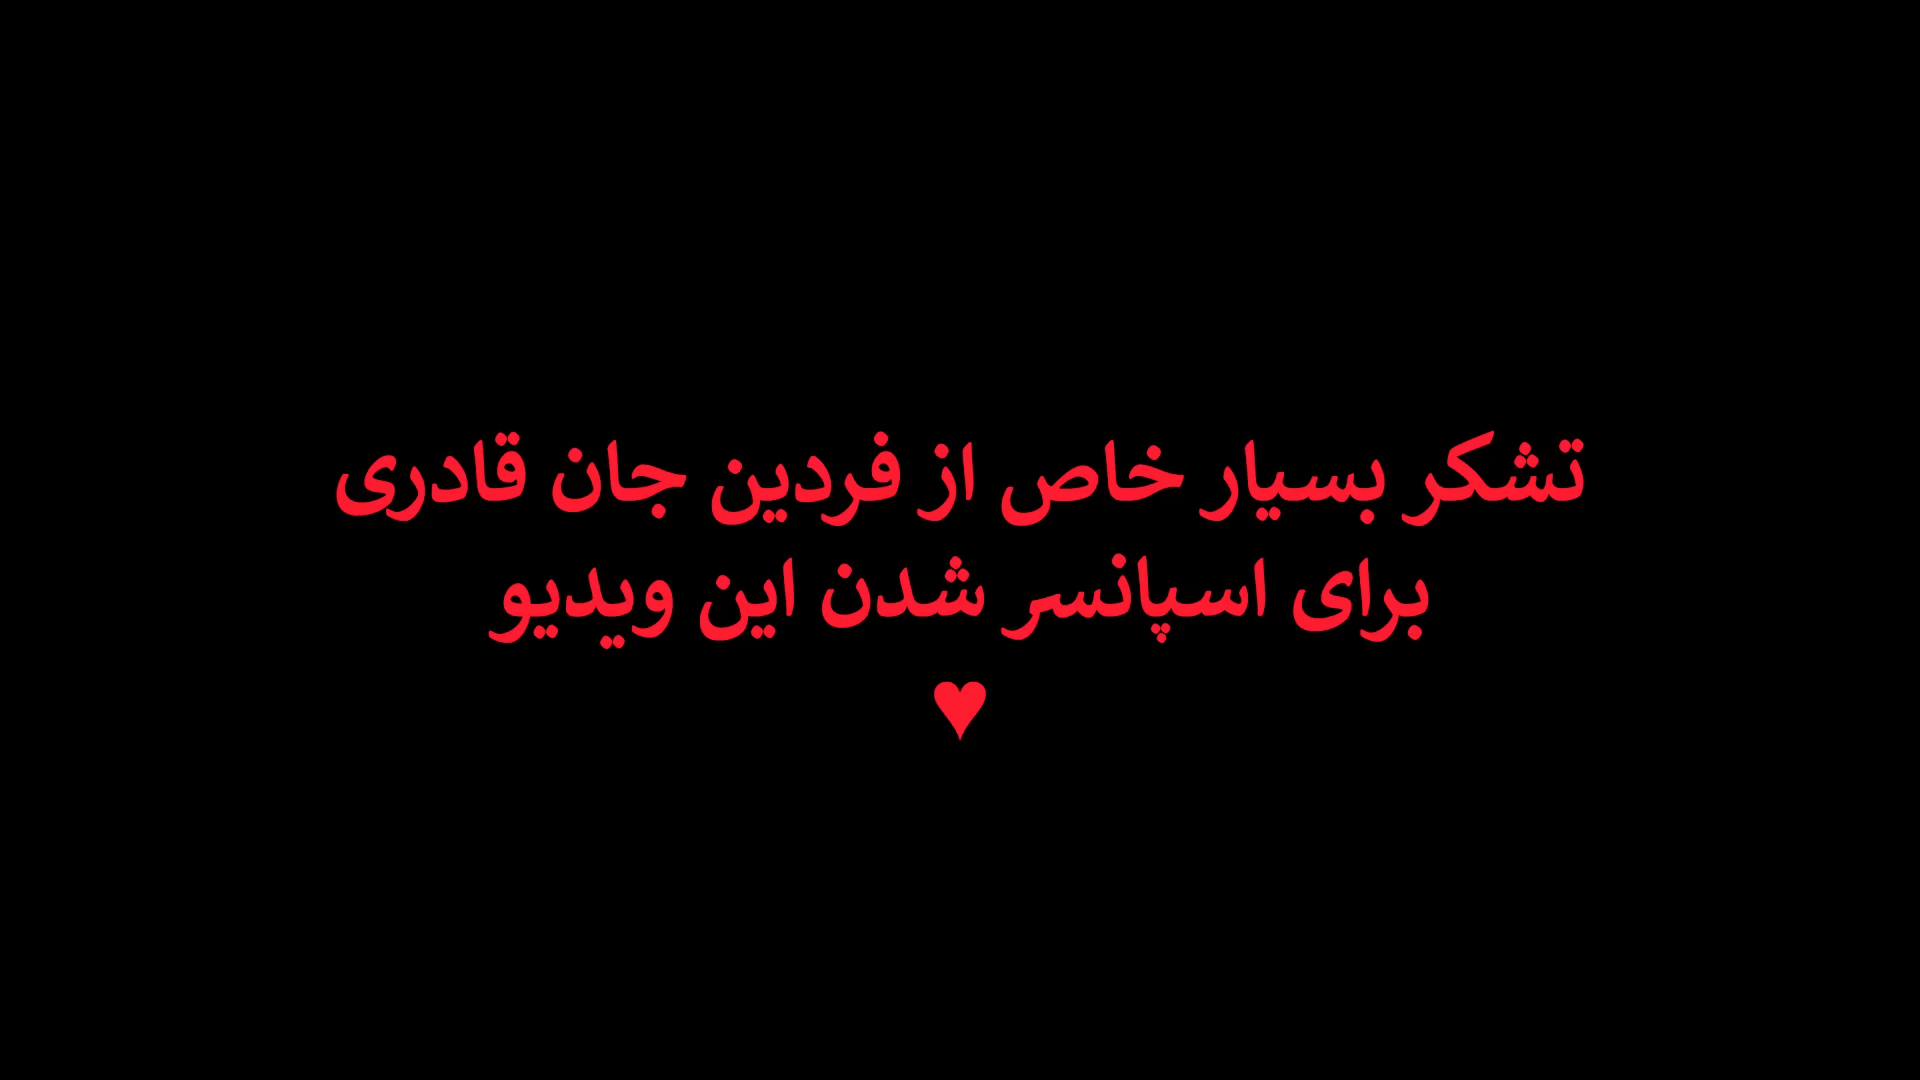 تشکر بسیار خاص از فردین جان قادری
برای اسپانسر شدن این ویدیو
♥